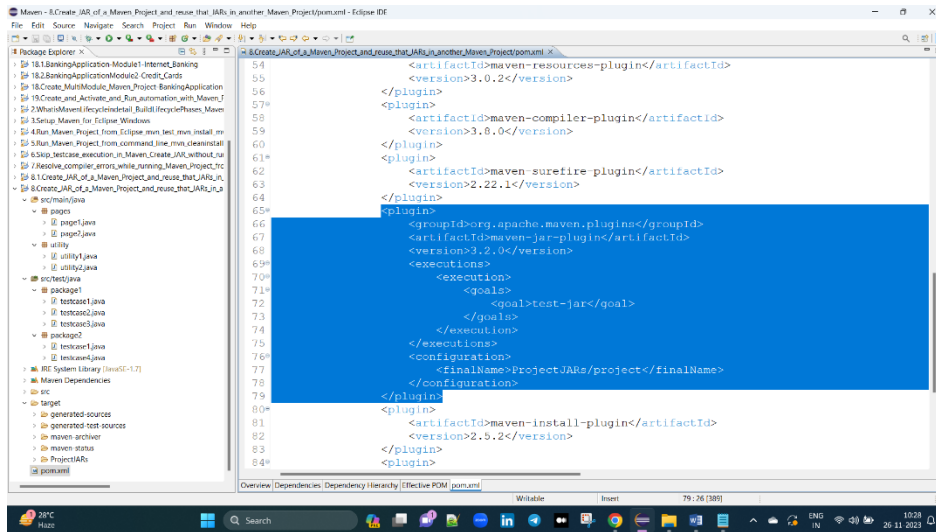 Maven - 8.Create_JAR_of_a_Maven_Project_and_reuse_that_JARs_in_another_Maven_Project/pom.xml - Eclipse IDE
File Edit Source Navigate Search Project Run Window Help
Package Explorer
18.1.BankingApplication-Module1-Internet_Banking
18.2.BankingApplicationModule2-Credit_Cards
18.Create_MultiModule_Maven_Project-BankingApplication
19.Create_and_Activate_and_Run_automation_with_Maven_P
2.WhatisMavenLifecycleindetail_BuildLifecyclePhases_Maven
3.Setup_Maven_for_Eclipse_Windows
4.Run_Maven_Project_from_Eclipse_mvn_test_mvn_install_mv
5.Run_Maven_Project_from_command_line_mvn_cleaninstall
6.Skip_testcase_execution_in_Maven_Create_JAR_without_ru
7.Resolve_compiler_errors_while_running_Maven_Project_fro
8.1.Create_JAR_of_a_Maven_Project_and_reuse_that_JARs_in
8.Create_JAR_of_a_Maven_Project_and_reuse_that_JARs_in_a
src/main/java
pages
page1.java
page2.java
utility
utility1.java
utility2.java
src/test/java
package1
testcase1.java
testcase2.java
testcase3.java
package2
testcase1.java
testcase4.java
JRE System Library [JavaSE-1.7]
Maven Dependencies
src
target
generated-sources
generated-test-sources
maven-archiver
maven-status
ProjectJARs
pom.xml
8.Create_JAR_of_a_Maven_Project_and_reuse_that_JARs_in_another_Maven_Project/pom.xml
54 <artifactId>maven-resources-plugin</artifactId>
55 <version>3.0.2</version>
56 </plugin>
57 <plugin>
58 <artifactId>maven-compiler-plugin</artifactId>
59 <version>3.8.0</version>
60 </plugin>
61 <plugin>
62 <artifactId>maven-surefire-plugin</artifactId>
63 <version>2.22.1</version>
64 </plugin>
65 <plugin>
66 <groupId>org.apache.maven.plugins</groupId>
67 <artifactId>maven-jar-plugin</artifactId>
68 <version>3.2.0</version>
69 <executions>
70 <execution>
71 <goals>
72 <goal>test-jar</goal>
73 </goals>
74 </execution>
75 </executions>
76 <configuration>
77 <finalName>ProjectJARs/project</finalName>
78 </configuration>
79 </plugin>
80 <plugin>
81 <artifactId>maven-install-plugin</artifactId>
82 <version>2.5.2</version>
83 </plugin>
84 <plugin>
Overview Dependencies Dependency Hierarchy Effective POM pom.xml
Writable Insert 79 : 26 [389]
28°C
Haze
Search
ENG
IN
10:28
26-11-2023